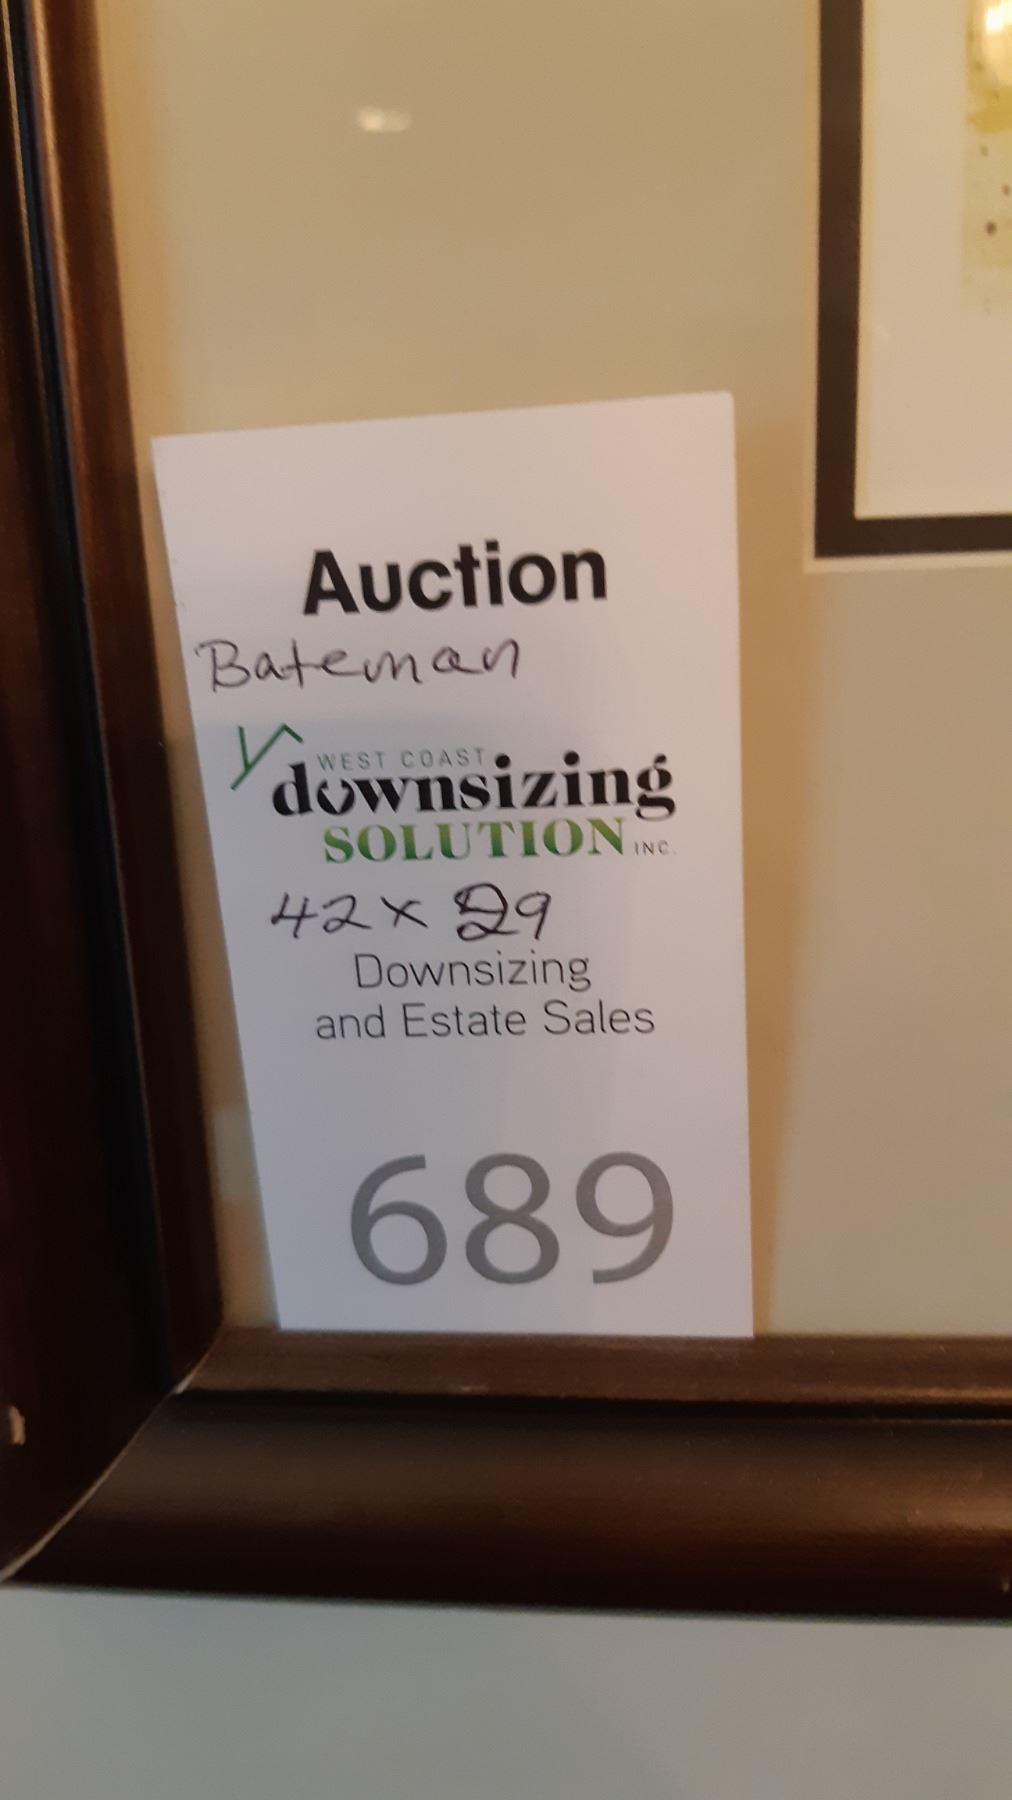 Auction
Bateman
WEST COAST
downsizing
SOLUTION INC.
42 x 29
Downsizing
and Estate Sales
689